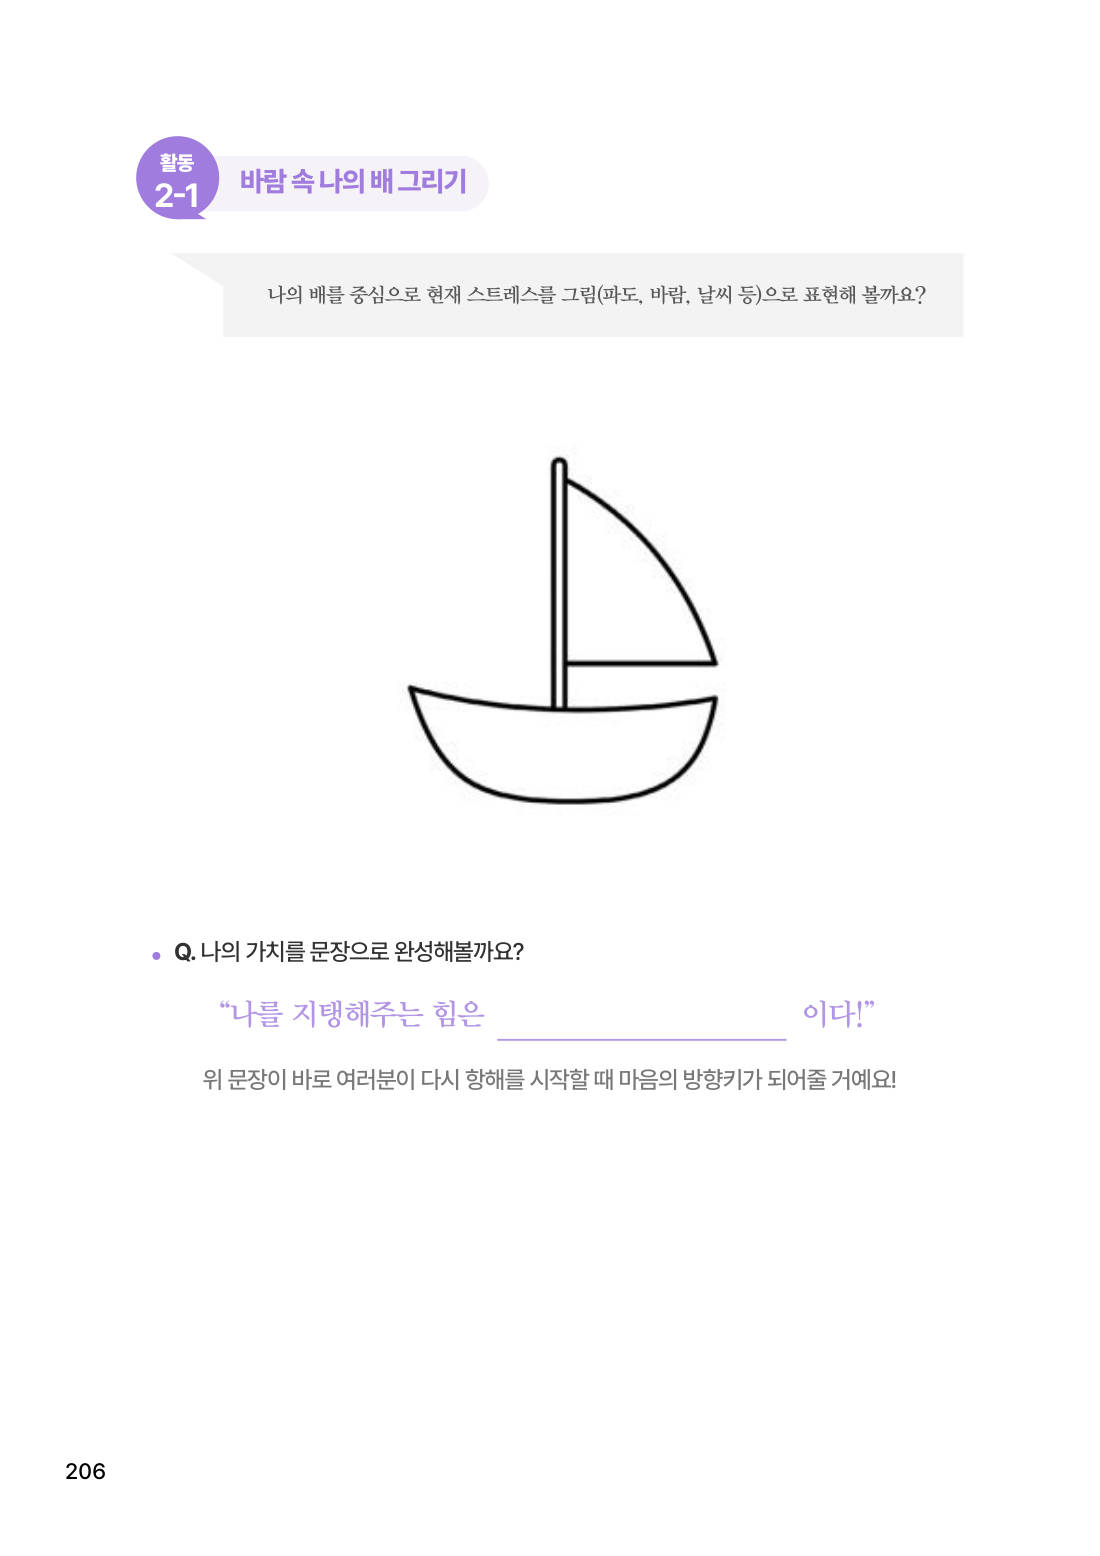 활동
2-1
바람 속 나의 배 그리기
나의 배를 중심으로 현재 스트레스를 그림(파도, 바람, 날씨 등)으로 표현해 볼까요?
Q. 나의 가치를 문장으로 완성해볼까요?
“나를 지탱해주는 힘은 ____________ 이다!”
위 문장이 바로 여러분이 다시 항해를 시작할 때 마음의 방향키가 되어줄 거예요!
206